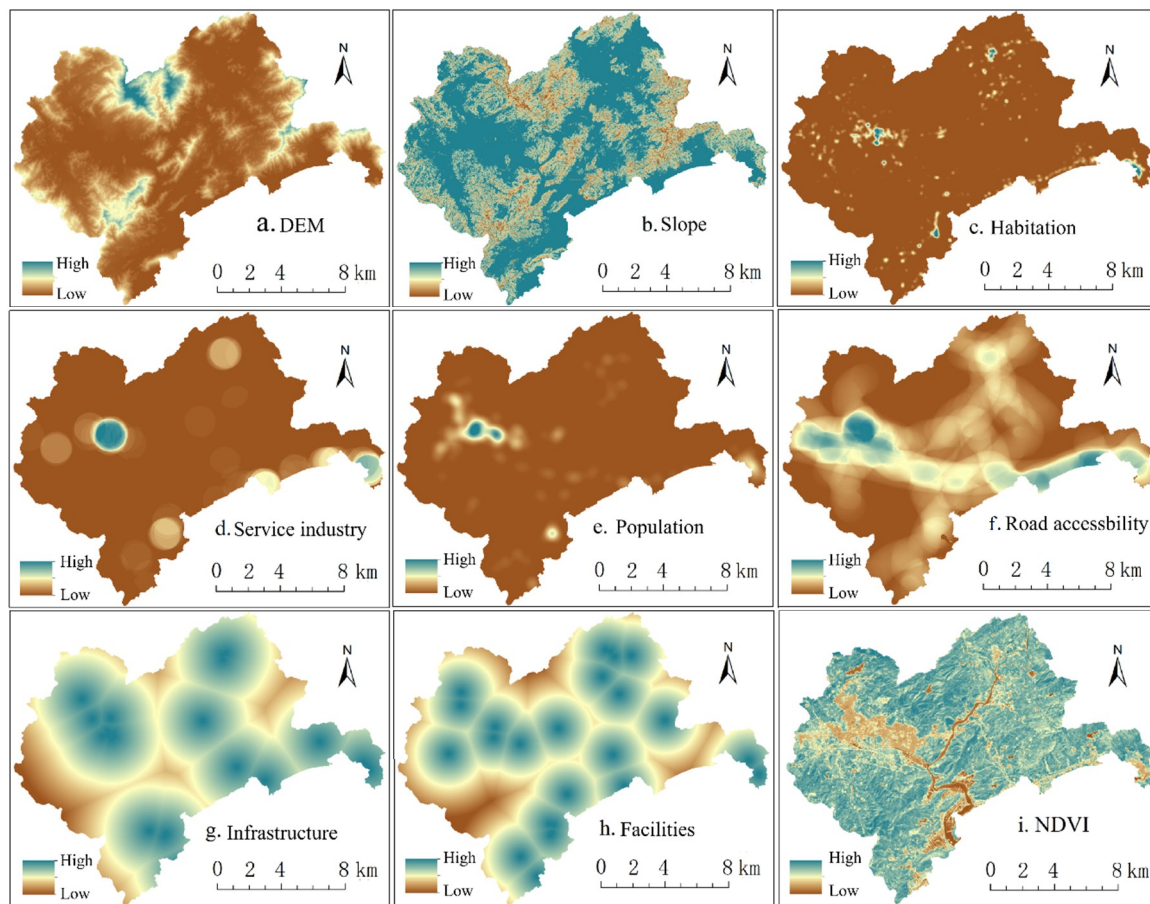 N
a. DEM
High
Low
0 2 4 8 km
N
b. Slope
High
Low
0 2 4 8 km
N
c. Habitation
High
Low
0 2 4 8 km
N
d. Service industry
High
Low
0 2 4 8 km
N
e. Population
High
Low
0 2 4 8 km
N
f. Road accessbility
High
Low
0 2 4 8 km
N
g. Infrastructure
High
Low
0 2 4 8 km
N
h. Facilities
High
Low
0 2 4 8 km
N
i. NDVI
High
Low
0 2 4 8 km